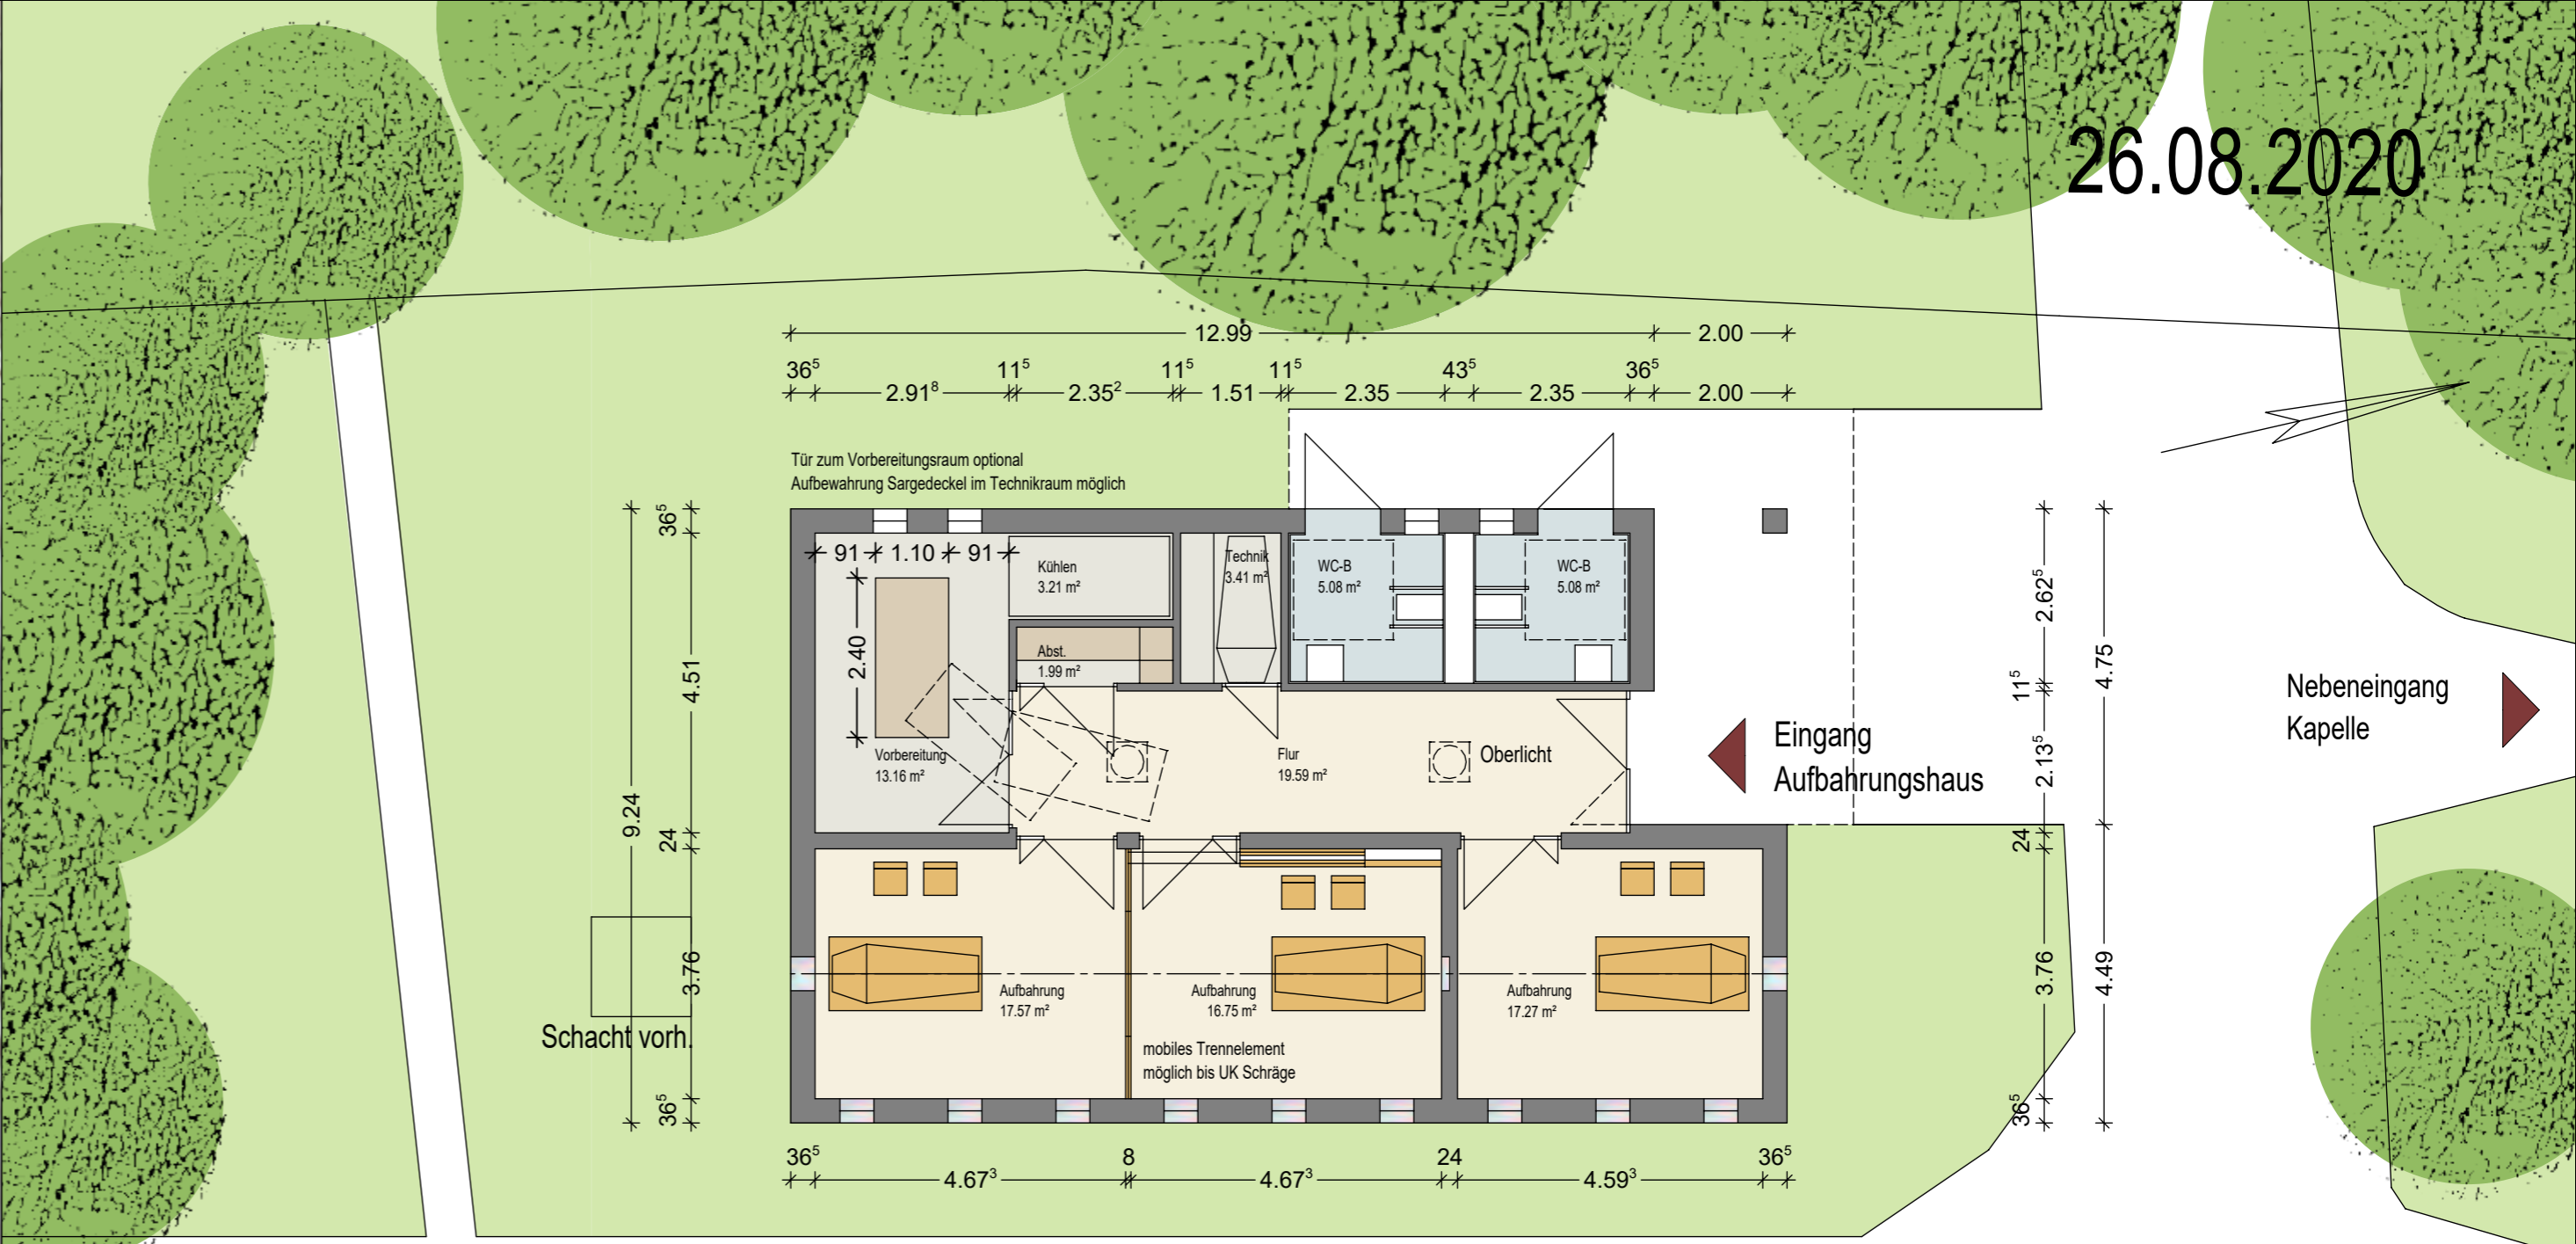 26.08.2020
12.99
2.00
36⁵
11⁵
11⁵
11⁵
43⁵
36⁵
2.91⁸
2.35²
1.51
2.35
2.35
2.00
Tür zum Vorbereitungsraum optional
Aufbewahrung Sargedeckel im Technikraum möglich
91
1.10
91
2.40
Kühlen
3.21 m²
Technik
3.41 m²
WC-B
5.08 m²
WC-B
5.08 m²
Abst.
1.99 m²
Vorbereitung
13.16 m²
Flur
19.59 m²
Oberlicht
Eingang
Aufbahrungshaus
Nebeneingang
Kapelle
36⁵
4.51
24
3.76
36⁵
9.24
2.62⁵
11⁵
2.13⁵
24
3.76
36⁵
4.75
4.49
Schacht vorh.
Aufbahrung
17.57 m²
Aufbahrung
16.75 m²
Aufbahrung
17.27 m²
mobiles Trennelement
möglich bis UK Schräge
36⁵
8
24
36⁵
4.67³
4.67³
4.59³